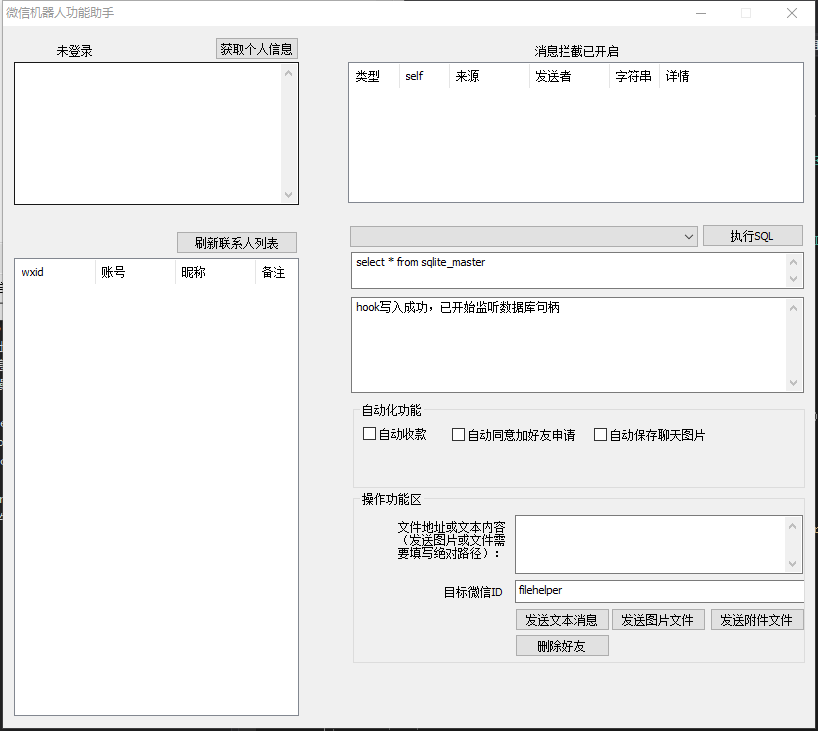 微信机器人功能助手
未登录
获取个人信息
消息拦截已开启
类型 self 来源 发送者 字符串 详情
刷新联系人列表
执行SQL
wxid 账号 昵称 备注
select * from sqlite_master
hook写入成功，已开始监听数据库句柄
自动化功能
自动收款 自动同意加好友申请 自动保存聊天图片
操作功能区
文件地址或文本内容
（发送图片或文件需
要填写绝对路径）：
目标微信ID
filehelper
发送文本消息 发送图片文件 发送附件文件
删除好友